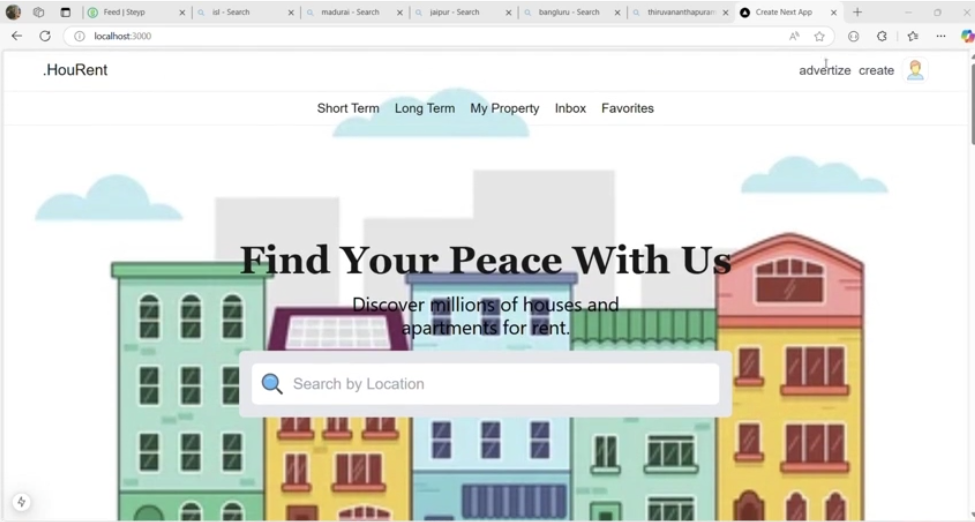 Feed | Steyp
isl - Search
madurai - Search
jaipur - Search
bangluru - Search
thiruvananthapuram
Create Next App
localhost:3000
.HouRent
advertize create
Short Term Long Term My Property Inbox Favorites
Find Your Peace With Us
Discover millions of houses and
apartments for rent.
Search by Location